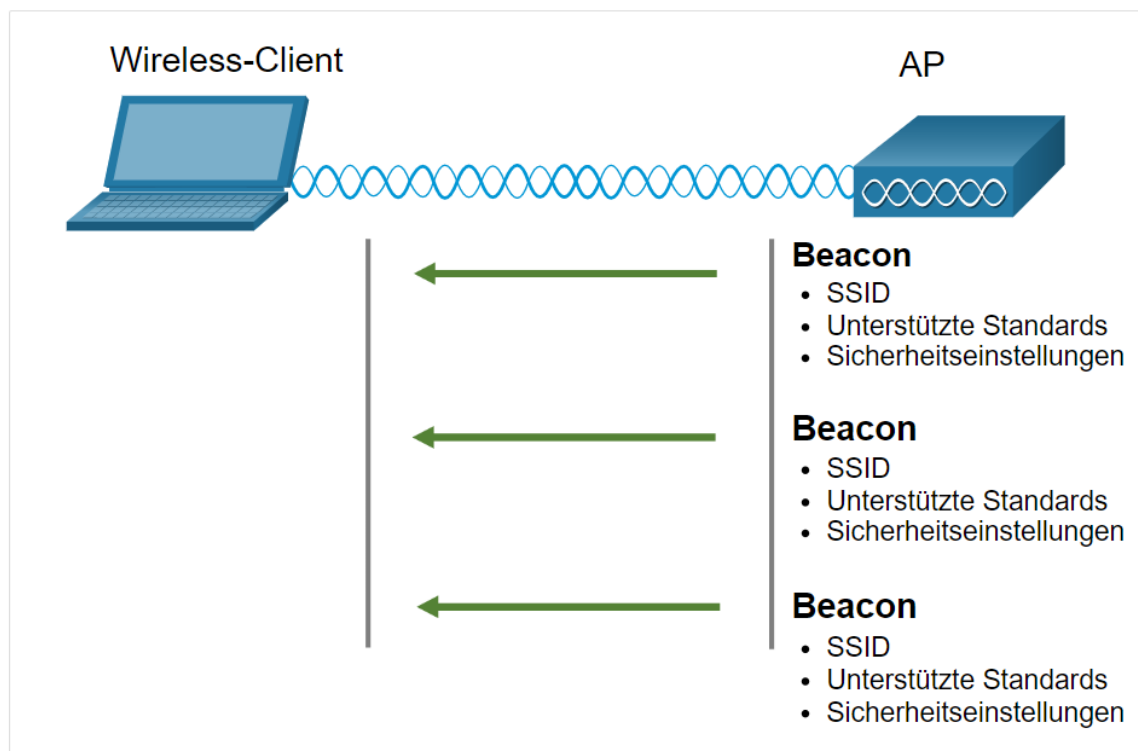 Wireless-Client
AP
Beacon
• SSID
• Unterstützte Standards
• Sicherheitseinstellungen
Beacon
• SSID
• Unterstützte Standards
• Sicherheitseinstellungen
Beacon
• SSID
• Unterstützte Standards
• Sicherheitseinstellungen